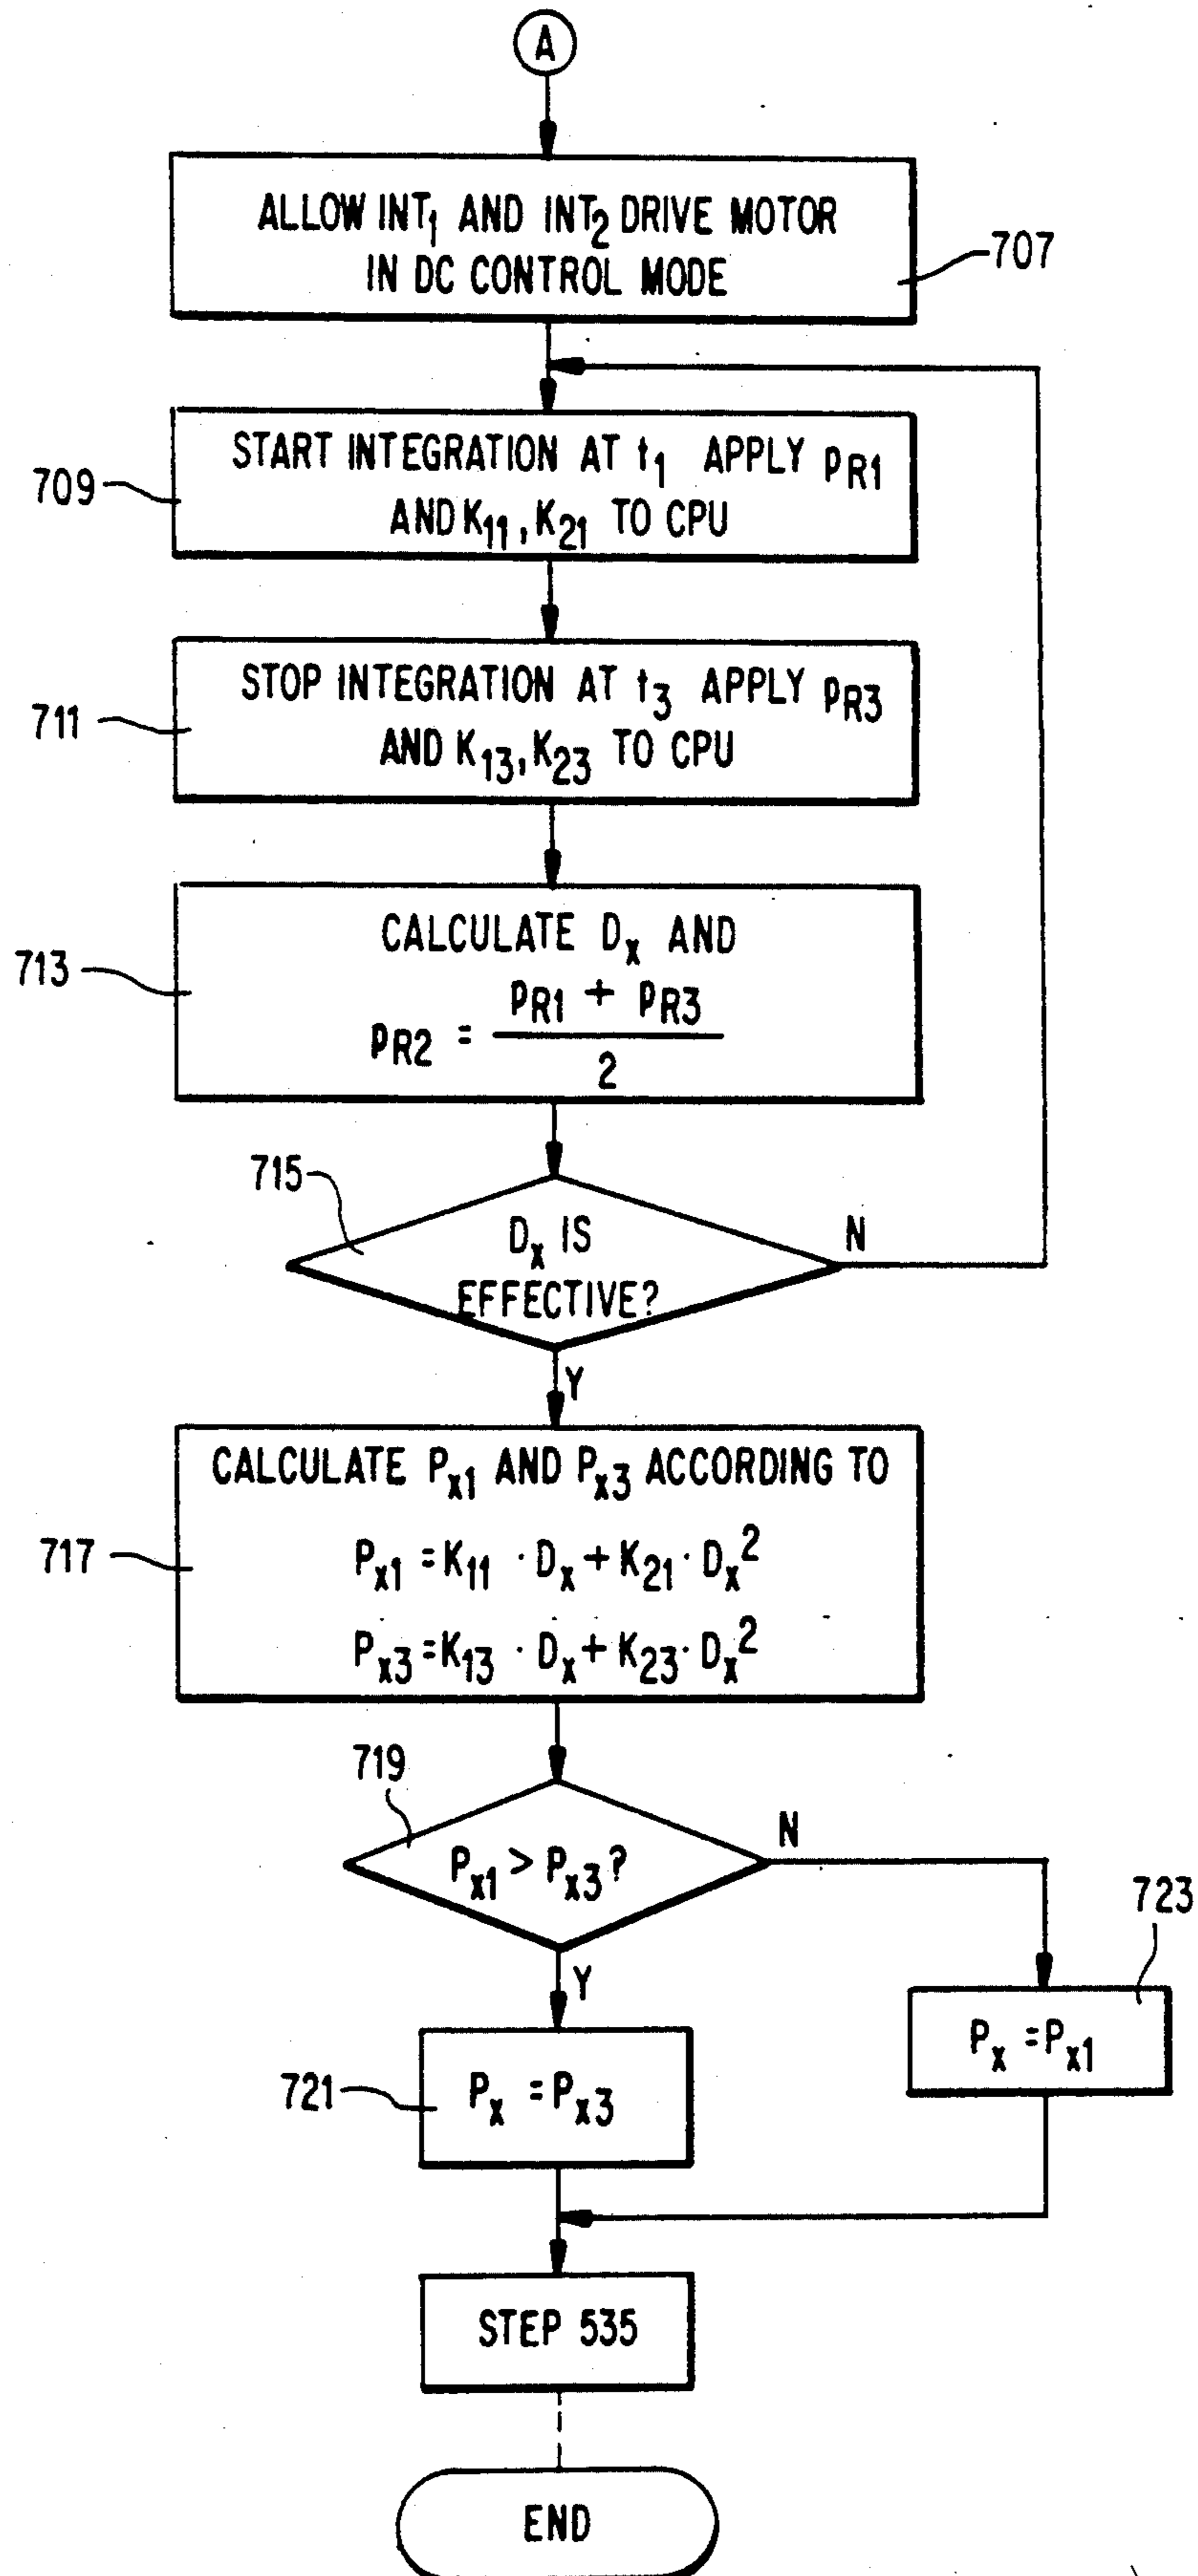 A
ALLOW INT₁ AND INT₂ DRIVE MOTOR
IN DC CONTROL MODE
707
START INTEGRATION AT t₁ APPLY pR1
AND K₁₁, K₂₁ TO CPU
709
STOP INTEGRATION AT t₃ APPLY pR3
AND K₁₃, K₂₃ TO CPU
711
CALCULATE Dx AND
pR2 = pR1 + pR3 / 2
713
715
Dx IS
EFFECTIVE?
N
Y
CALCULATE Px1 AND Px3 ACCORDING TO
Px1 = K₁₁ · Dx + K₂₁ · Dx²
Px3 = K₁₃ · Dx + K₂₃ · Dx²
717
719
Px1 > Px3?
N
Y
723
Px = Px1
721
Px = Px3
STEP 535
END